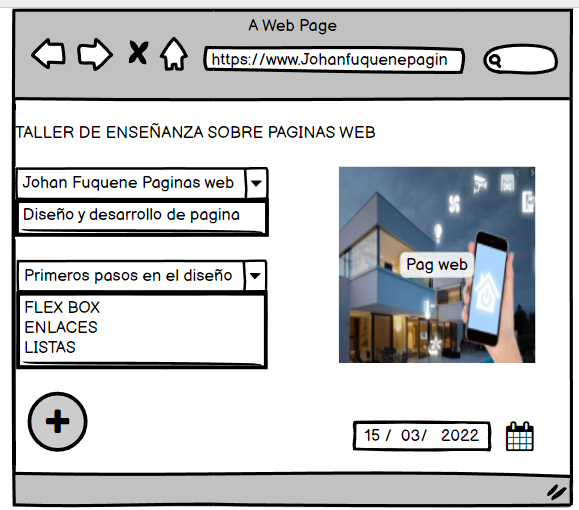 A Web Page
https://www.Johanfuquenepagin
TALLER DE ENSEÑANZA SOBRE PAGINAS WEB
Johan Fuquene Paginas web
Diseño y desarrollo de pagina
Pag web
Primeros pasos en el diseño
FLEX BOX
ENLACES
LISTAS
15 / 03/ 2022